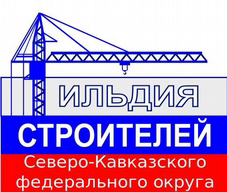 ИЛЬДИЯ
СТРОИТЕЛЕЙ
Северо-Кавказского
федерального округа